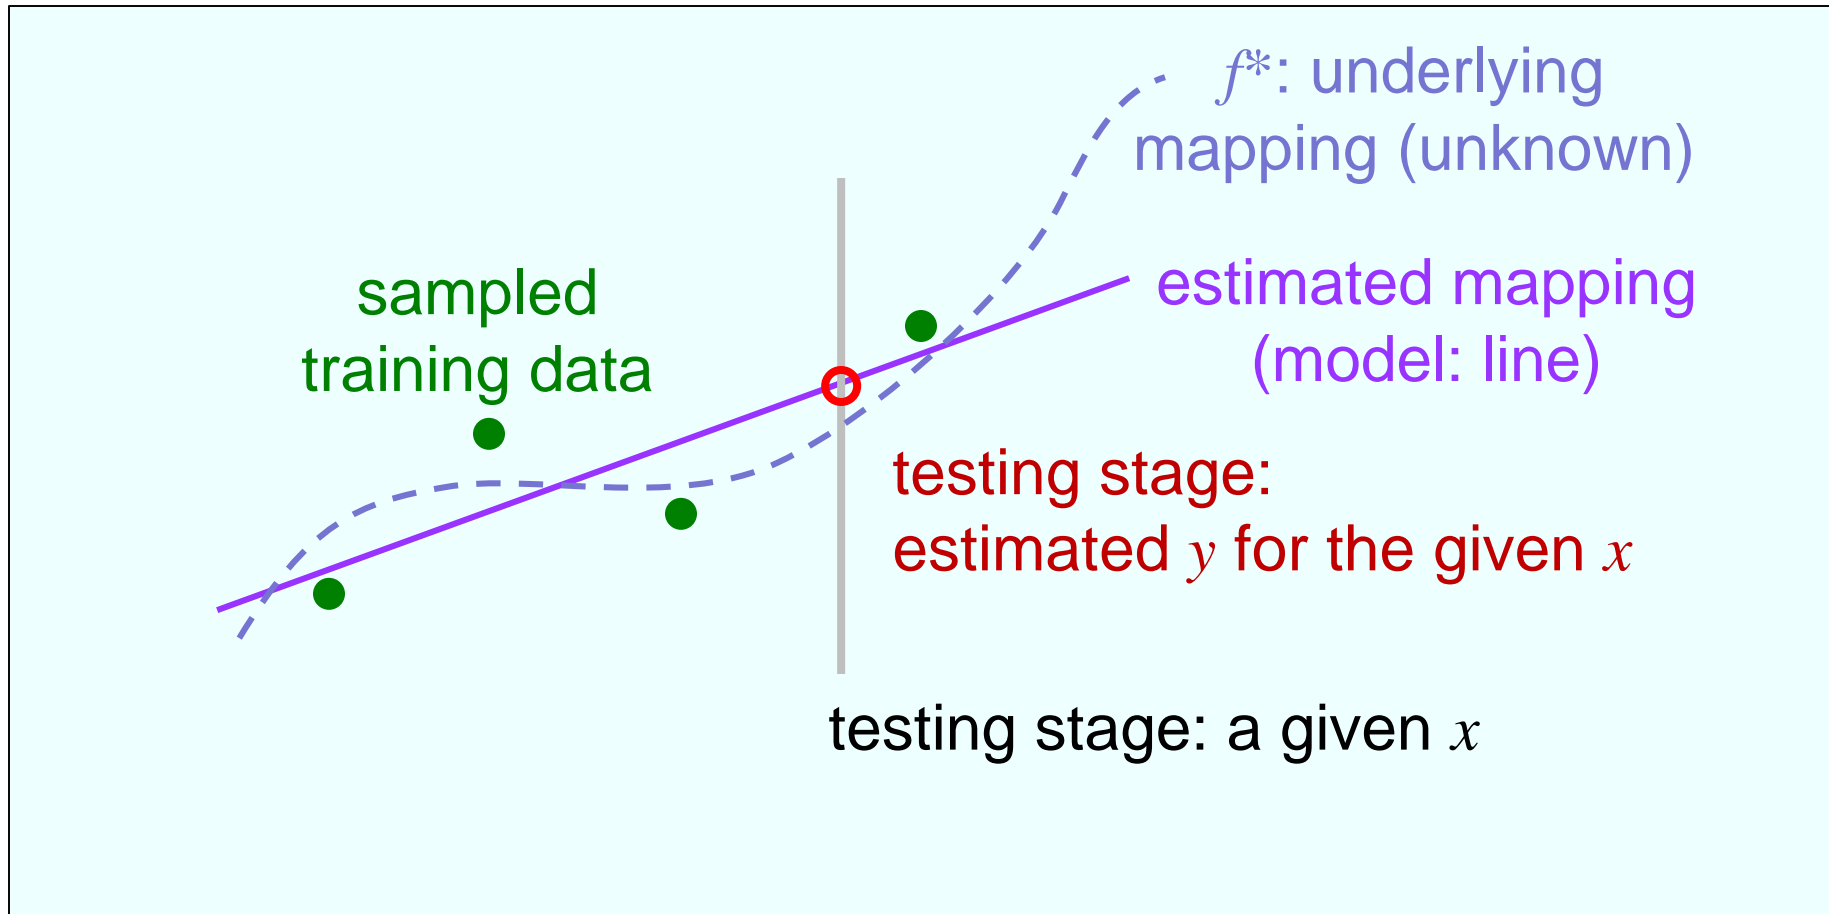 f*: underlying
mapping (unknown)
sampled
training data
estimated mapping
(model: line)
testing stage:
estimated y for the given x
testing stage: a given x